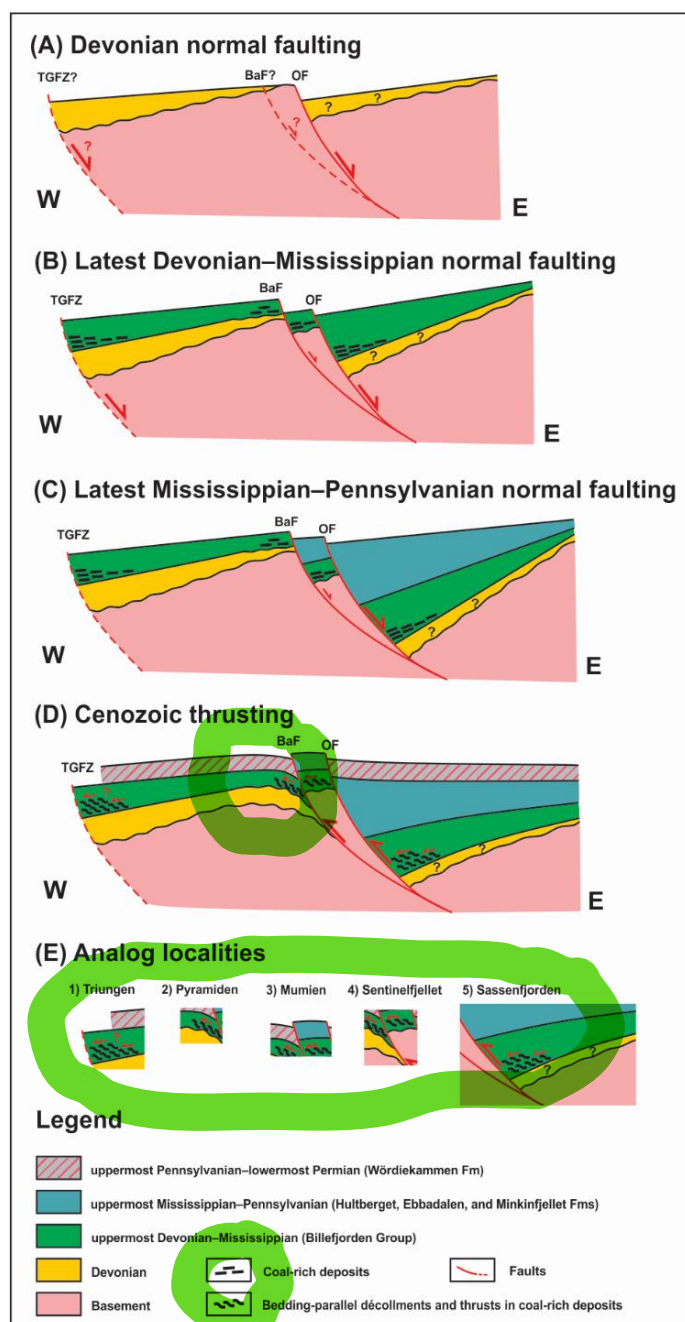 (A) Devonian normal faulting
TGFZ?
BaF?
OF
?
?
?
W
E
(B) Latest Devonian–Mississippian normal faulting
TGFZ
BaF
OF
?
?
W
E
(C) Latest Mississippian–Pennsylvanian normal faulting
TGFZ
BaF
OF
?
?
W
E
(D) Cenozoic thrusting
TGFZ
BaF
OF
?
?
?
W
E
(E) Analog localities
1) Triungen
2) Pyramiden
3) Mumien
4) Sentinelfjellet
5) Sassenfjorden
?
?
?
Legend
uppermost Pennsylvanian–lowermost Permian (Wördiekammen Fm)
uppermost Mississippian–Pennsylvanian (Hultberget, Ebbadalen, and Minkinfjellet Fms)
uppermost Devonian–Mississippian (Billefjorden Group)
Devonian
Coal-rich deposits
Faults
Basement
Bedding-parallel décollments and thrusts in coal-rich deposits